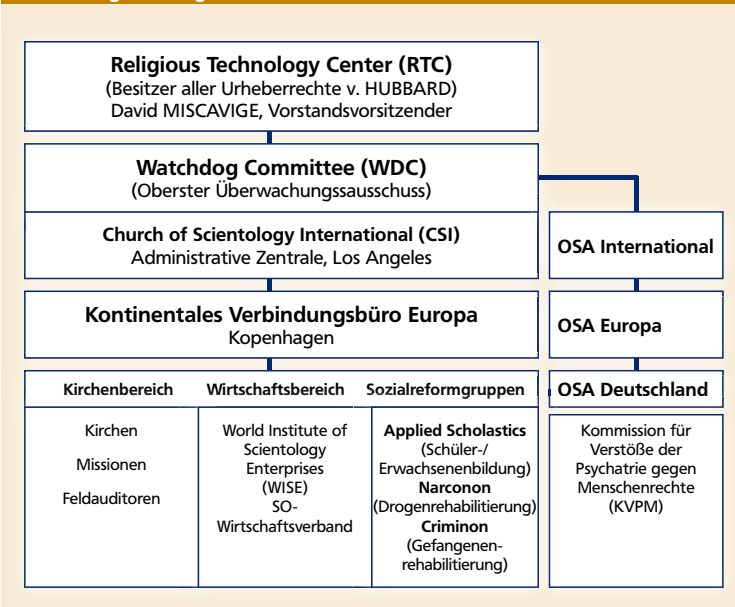 Religious Technology Center (RTC)
(Besitzer aller Urheberrechte v. HUBBARD)
David MISCAVIGE, Vorstandsvorsitzender
Watchdog Committee (WDC)
(Oberster Überwachungssausschuss)
Church of Scientology International (CSI)
Administrative Zentrale, Los Angeles
OSA International
Kontinentales Verbindungsbüro Europa
Kopenhagen
OSA Europa
Kirchenbereich
Wirtschaftsbereich
Sozialreformgruppen
OSA Deutschland
Kirchen
Missionen
Feldauditoren
World Institute of
Scientology
Enterprises
(WISE)
SO-
Wirtschaftsverband
Applied Scholastics
(Schüler-/
Erwachsenenbildung)
Narconon
(Drogenrehabilitierung)
Criminon
(Gefangenen-
rehabilitierung)
Kommission für
Verstöße der
Psychatrie gegen
Menschenrechte
(KVPM)